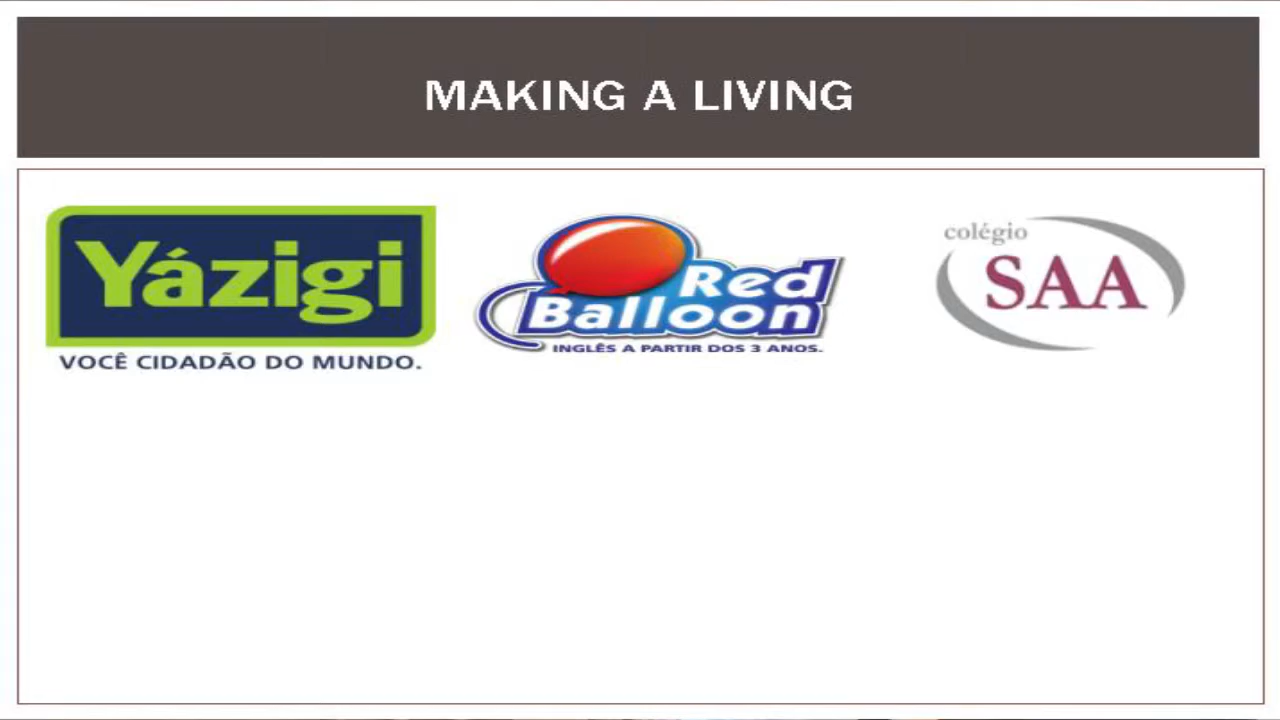 MAKING A LIVING
Yázigi
VOCÊ CIDADÃO DO MUNDO.
Red
Balloon
INGLÊS A PARTIR DOS 3 ANOS.
colégio
SAA